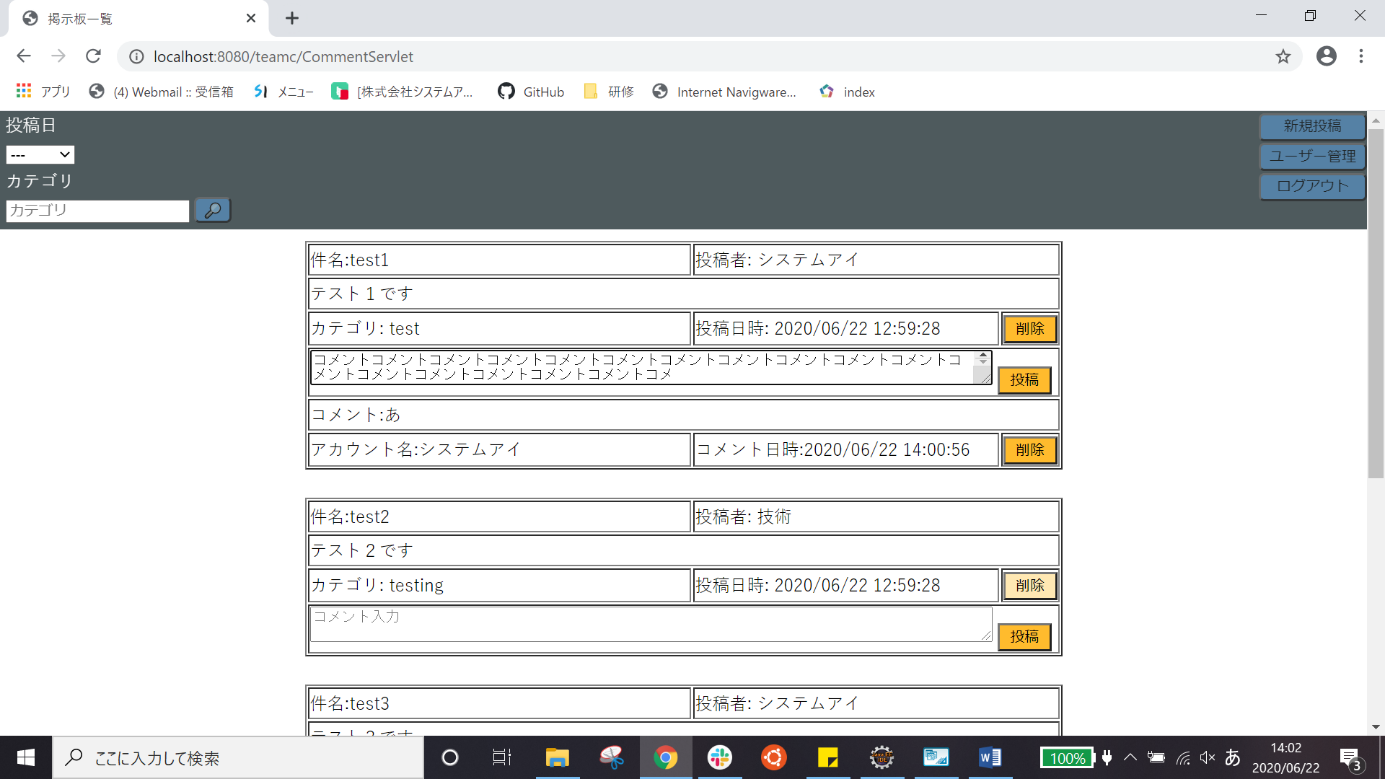 掲示板一覧
localhost:8080/teamc/CommentServlet
アプリ
(4) Webmail :: 受信箱
メニュー
[株式会社システムア...
GitHub
研修
Internet Navigware...
index
投稿日
---
カテゴリ
カテゴリ
新規投稿
ユーザー管理
ログアウト
件名:test1 投稿者: システムアイ
テスト１です
カテゴリ: test 投稿日時: 2020/06/22 12:59:28 削除
コメントコメントコメントコメントコメントコメントコメントコメントコメントコメントコメントコ
メントコメントコメントコメントコメントコメントコメ
投稿
コメント:あ
アカウント名:システムアイ コメント日時:2020/06/22 14:00:56 削除
件名:test2 投稿者: 技術
テスト２です
カテゴリ: testing 投稿日時: 2020/06/22 12:59:28 削除
コメント入力
投稿
件名:test3 投稿者: システムアイ
ここに入力して検索
100%
あ
14:02
2020/06/22
3